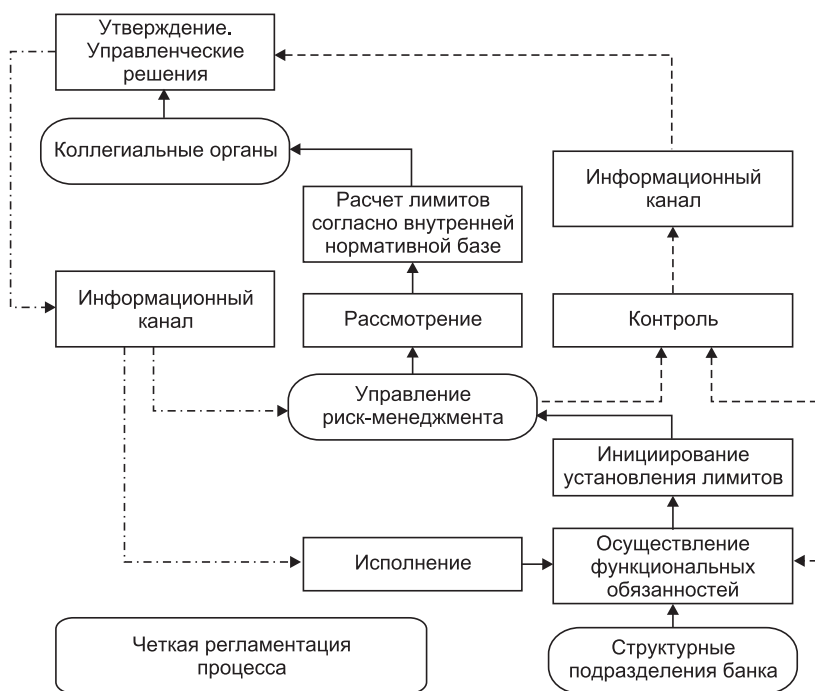 Утверждение.
Управленческие
решения
Коллегиальные органы
Расчет лимитов
согласно внутренней
нормативной базе
Информационный
канал
Информационный
канал
Рассмотрение
Контроль
Управление
риск-менеджмента
Инициирование
установления лимитов
Исполнение
Осуществление
функциональных
обязанностей
Четкая регламентация
процесса
Структурные
подразделения банка